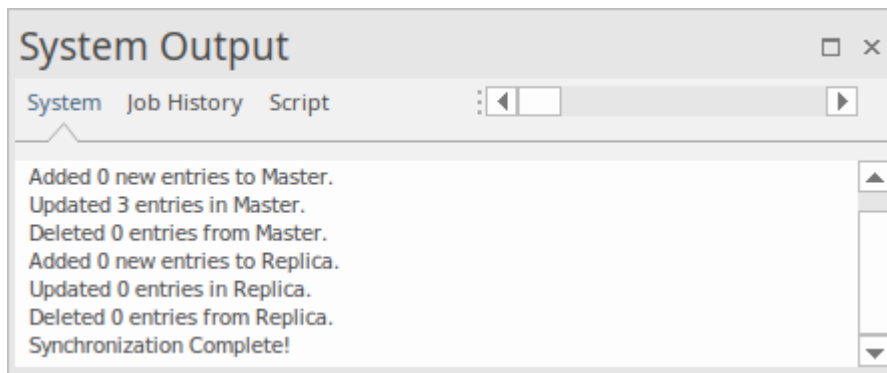 System Output
System Job History Script
Added 0 new entries to Master.
Updated 3 entries in Master.
Deleted 0 entries from Master.
Added 0 new entries to Replica.
Updated 0 entries in Replica.
Deleted 0 entries from Replica.
Synchronization Complete!